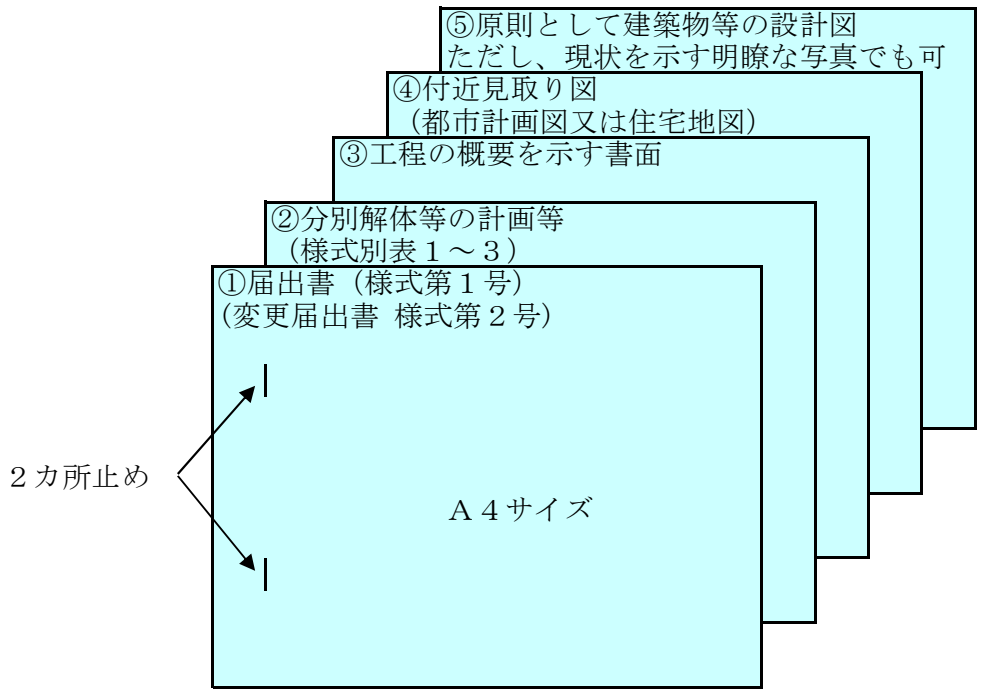 ⑤原則として建築物等の設計図
ただし、現状を示す明瞭な写真でも可
④付近見取り図
（都市計画図又は住宅地図）
③工程の概要を示す書面
②分別解体等の計画等
（様式別表１～３）
①届出書（様式第１号）
(変更届出書 様式第２号)
２カ所止め
Ａ４サイズ